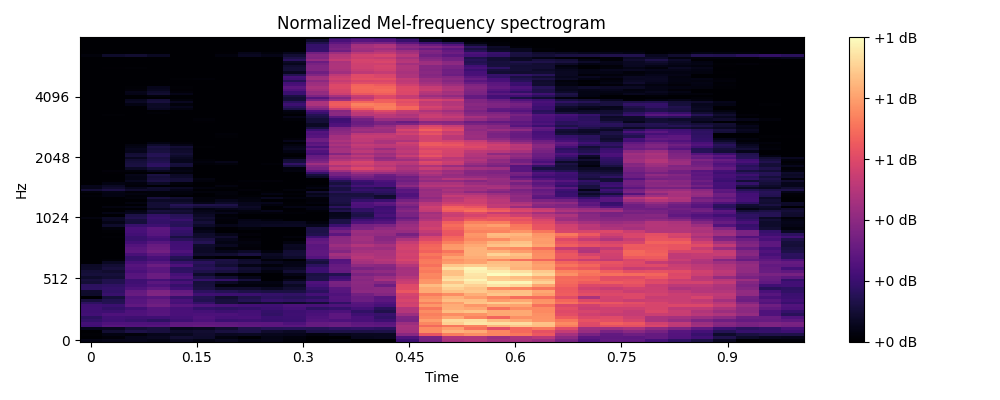 Normalized Mel-frequency spectrogram
Hz
4096
2048
1024
512
0
0 0.15 0.3 0.45 0.6 0.75 0.9
Time
+1 dB
+1 dB
+1 dB
+0 dB
+0 dB
+0 dB